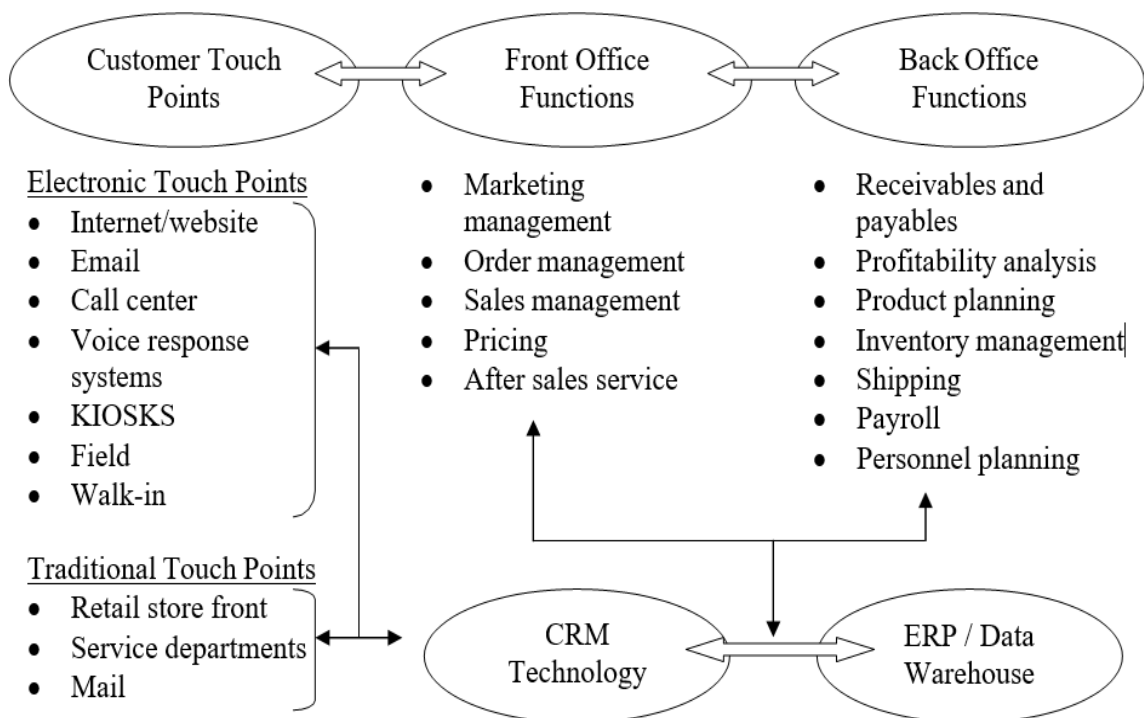 Customer Touch
Points
Front Office
Functions
Back Office
Functions
Electronic Touch Points
• Internet/website
• Email
• Call center
• Voice response
systems
• KIOSKS
• Field
• Walk-in
Traditional Touch Points
• Retail store front
• Service departments
• Mail
• Marketing
management
• Order management
• Sales management
• Pricing
• After sales service
• Receivables and
payables
• Profitability analysis
• Product planning
• Inventory management
• Shipping
• Payroll
• Personnel planning
CRM
Technology
ERP / Data
Warehouse